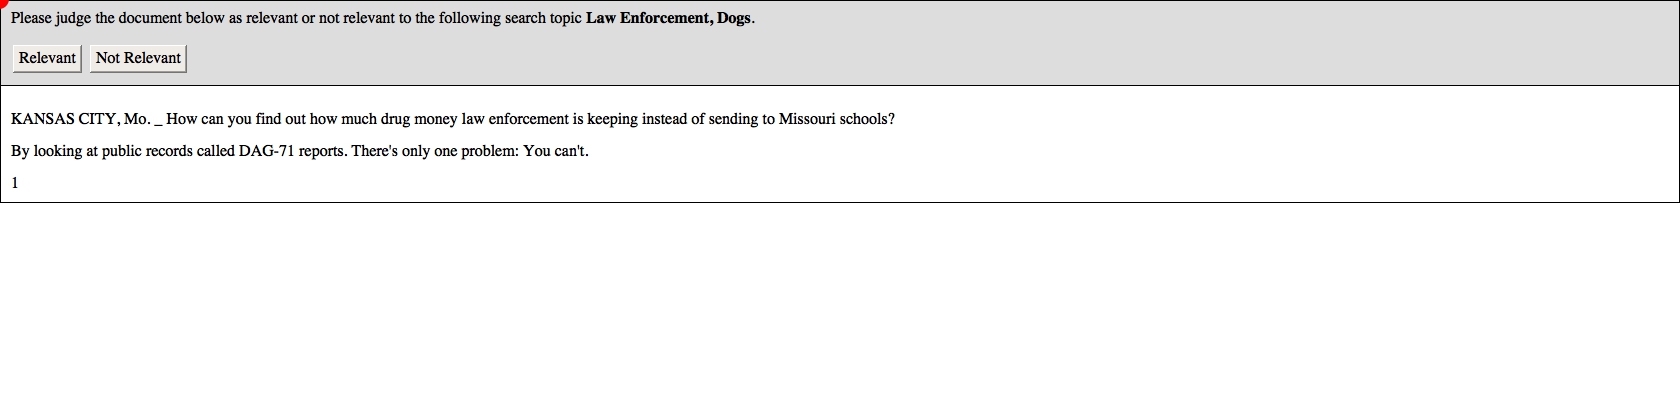 Please judge the document below as relevant or not relevant to the following search topic Law Enforcement, Dogs.
Relevant Not Relevant
KANSAS CITY, Mo. _ How can you find out how much drug money law enforcement is keeping instead of sending to Missouri schools?
By looking at public records called DAG-71 reports. There's only one problem: You can't.
1